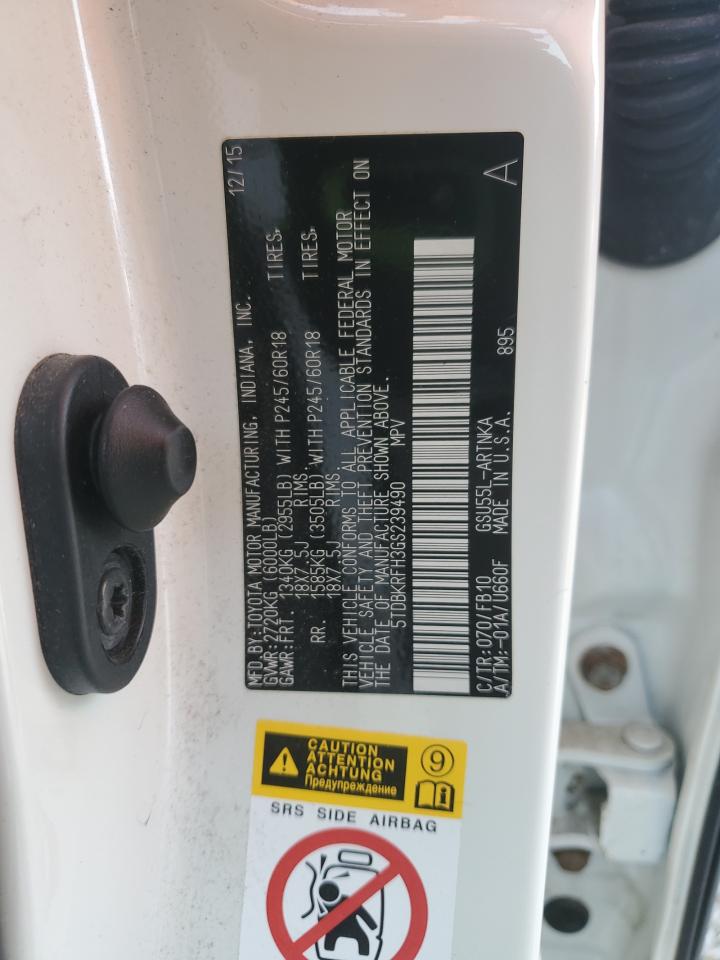 MFD.BY:TOYOTA MOTOR MANUFACTURING, INDIANA, INC. 12/15
GVWR:2720KG(6000LB)
GAWR:FRT. 1340KG (2955LB) WITH P245/60R18 TIRES,
18X7.5J RIMS.
RR. 1585KG (3505LB) WITH P245/60R18 TIRES,
18X7.5J RIMS.
THIS VEHICLE CONFORMS TO ALL APPLICABLE FEDERAL MOTOR
VEHICLE SAFETY AND THEFT PREVENTION STANDARDS IN EFFECT ON
THE DATE OF MANUFACTURE SHOWN ABOVE.
5TDBKRFH3GS239490 MPV
C/TR:070/FB10 GSU55L-ARTNKA 895 A
A/TM:-01A/U660F MADE IN U.S.A.
CAUTION
ATTENTION
ACHTUNG
Предупреждение
9
SRS SIDE AIRBAG